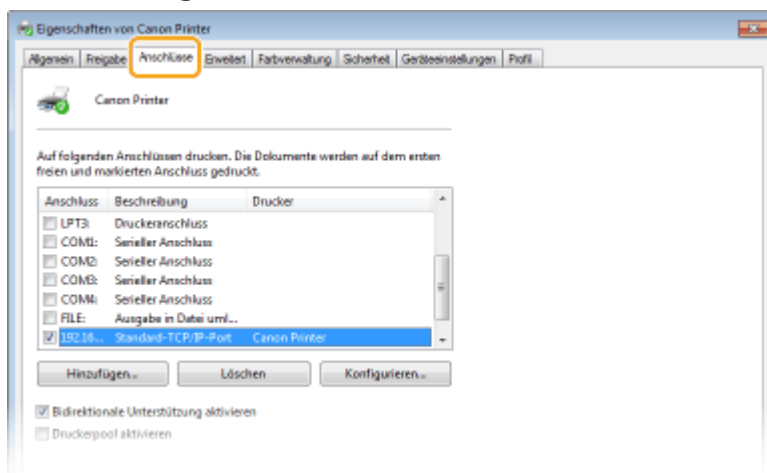 Eigenschaften von Canon Printer
Allgemein Freigabe Anschlüsse Erweitert Farbverwaltung Sicherheit Geräteeinstellungen Profil
Canon Printer
Auf folgenden Anschlüssen drucken. Die Dokumente werden auf dem ersten
freien und markierten Anschluss gedruckt.
Anschluss Beschreibung Drucker
LPT3: Druckeranschluss
COM1: Serieller Anschluss
COM2: Serieller Anschluss
COM3: Serieller Anschluss
COM4: Serieller Anschluss
FILE: Ausgabe in Datei uml...
192.16... Standard-TCP/IP-Port Canon Printer
Hinzufügen... Löschen Konfigurieren...
Bidirektionale Unterstützung aktivieren
Druckerpool aktivieren